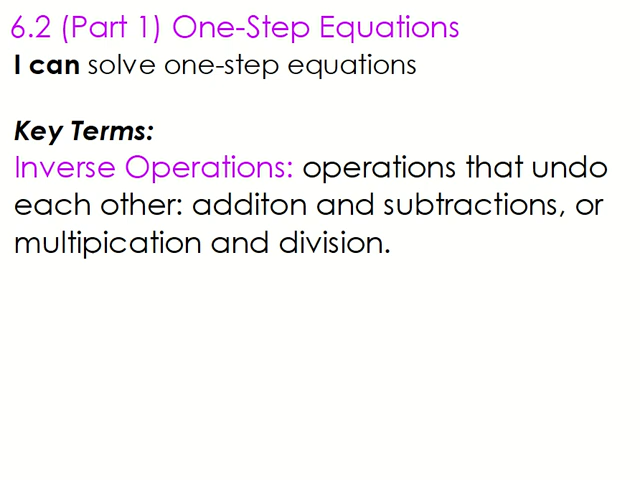 6.2 (Part 1) One-Step Equations
I can solve one-step equations
Key Terms:
Inverse Operations: operations that undo
each other: additon and subtractions, or
multipication and division.